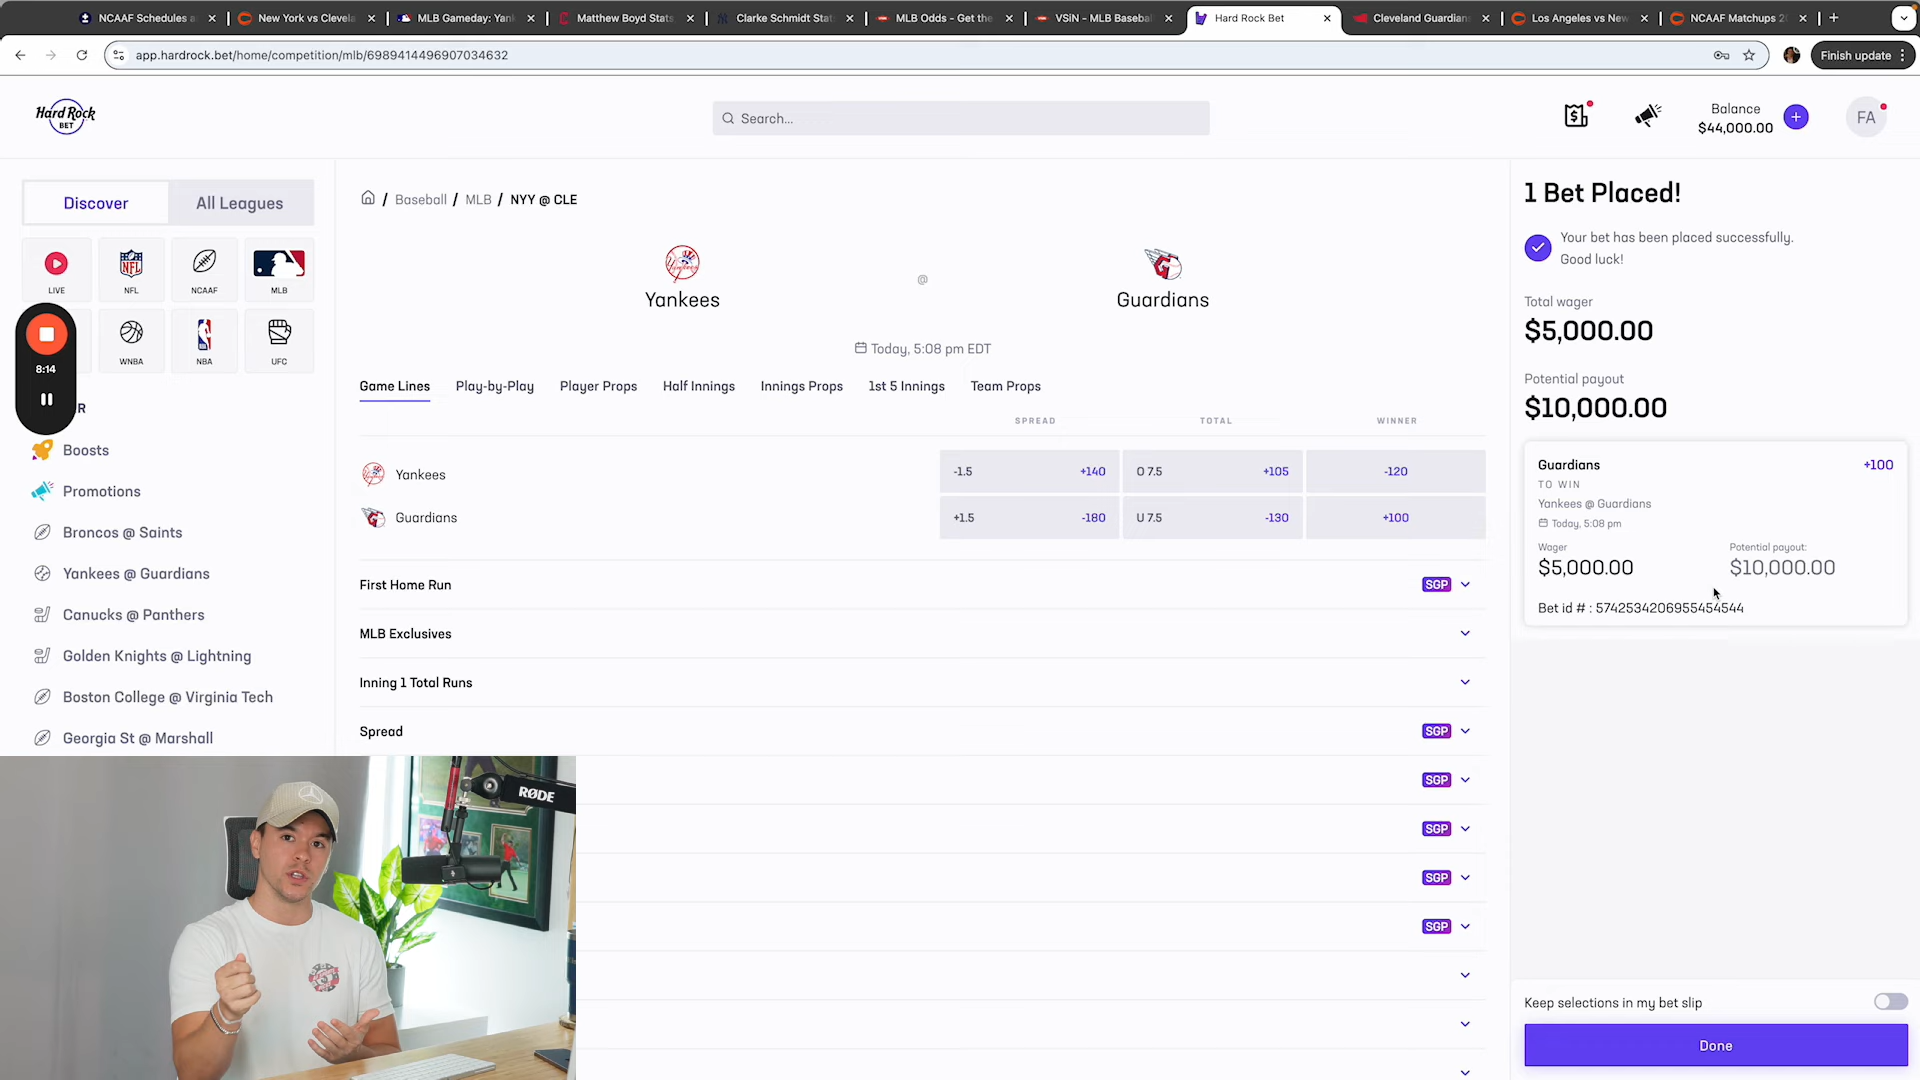 NCAAF Schedules a
New York vs Clevela
MLB Gameday: Yan
Matthew Boyd Stats
Clarke Schmidt Stat
MLB Odds - Get the
VSiN - MLB Baseba
Hard Rock Bet
Cleveland Guardian
Los Angeles vs New
NCAAF Matchups 2
app.hardrock.bet/home/competition/mlb/6989414496907034632
Finish update
Hard Rock
BET
Search...
Balance
$44,000.00
FA
Discover
All Leagues
LIVE
NFL
NCAAF
MLB
WNBA
NBA
UFC
8:14
R
Boosts
Promotions
Broncos @ Saints
Yankees @ Guardians
Canucks @ Panthers
Golden Knights @ Lightning
Boston College @ Virginia Tech
Georgia St @ Marshall
/ Baseball / MLB / NYY @ CLE
Yankees
@
Guardians
Today, 5:08 pm EDT
Game Lines Play-by-Play Player Props Half Innings Innings Props 1st 5 Innings Team Props
SPREAD TOTAL WINNER
Yankees -1.5 +140 O 7.5 +105 -120
Guardians +1.5 -180 U 7.5 -130 +100
First Home Run SGP
MLB Exclusives
Inning 1 Total Runs
Spread SGP
SGP
SGP
SGP
SGP
RØDE
1 Bet Placed!
Your bet has been placed successfully.
Good luck!
Total wager
$5,000.00
Potential payout
$10,000.00
Guardians +100
TO WIN
Yankees @ Guardians
Today, 5:08 pm
Wager Potential payout:
$5,000.00 $10,000.00
Bet id # : 5742534206955454544
Keep selections in my bet slip
Done